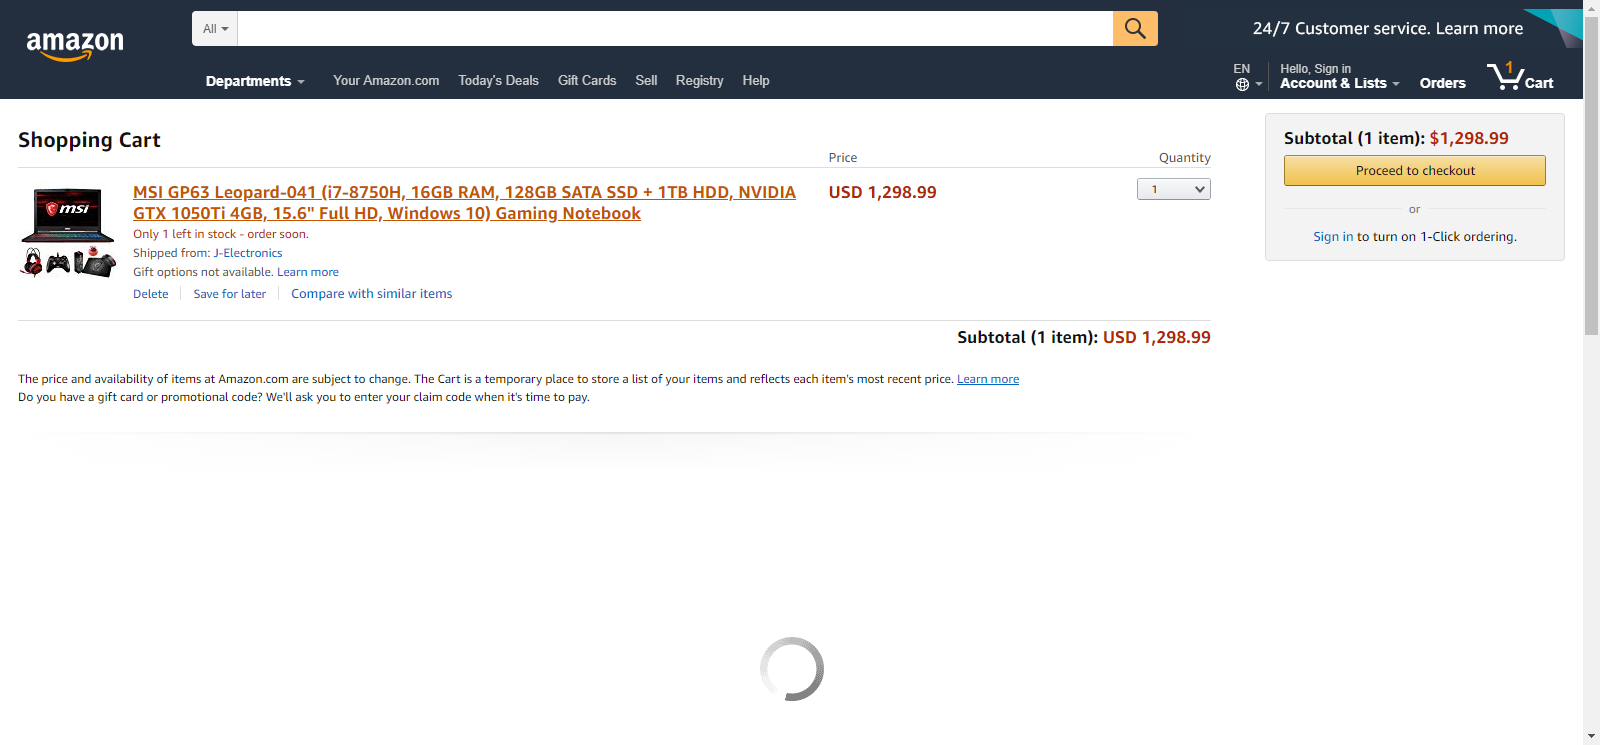 amazon
All
24/7 Customer service. Learn more
Departments
Your Amazon.com
Today's Deals
Gift Cards
Sell
Registry
Help
EN
Hello, Sign in
Account & Lists
Orders
1
Cart
Shopping Cart
Price
Quantity
msi
MSI GP63 Leopard-041 (i7-8750H, 16GB RAM, 128GB SATA SSD + 1TB HDD, NVIDIA
GTX 1050Ti 4GB, 15.6" Full HD, Windows 10) Gaming Notebook
USD 1,298.99
1
Only 1 left in stock - order soon.
Shipped from: J-Electronics
Gift options not available. Learn more
Delete
Save for later
Compare with similar items
Subtotal (1 item): USD 1,298.99
The price and availability of items at Amazon.com are subject to change. The Cart is a temporary place to store a list of your items and reflects each item's most recent price. Learn more
Do you have a gift card or promotional code? We'll ask you to enter your claim code when it's time to pay.
Subtotal (1 item): $1,298.99
Proceed to checkout
or
Sign in to turn on 1-Click ordering.